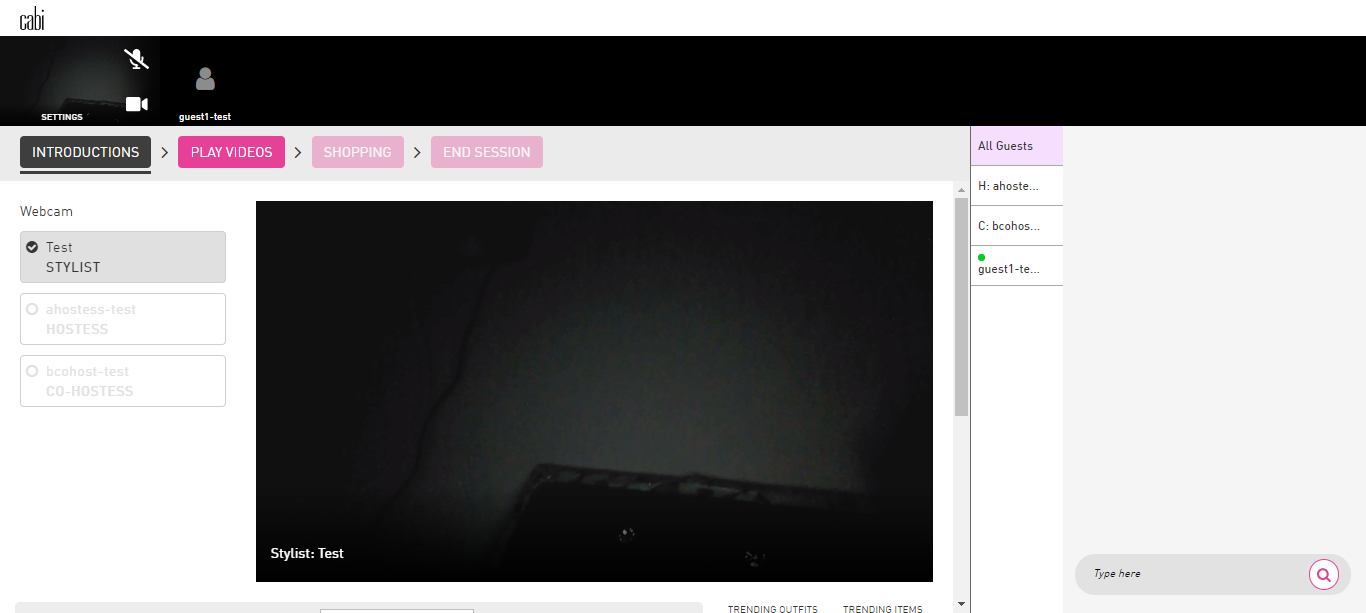 cabi
SETTINGS
guest1-test
INTRODUCTIONS
PLAY VIDEOS
SHOPPING
END SESSION
All Guests
H: ahoste...
C: bcohos...
guest1-te...
Webcam
Test
STYLIST
ahostess-test
HOSTESS
bcohost-test
CO-HOSTESS
Stylist: Test
Type here
TRENDING OUTFITS
TRENDING ITEMS